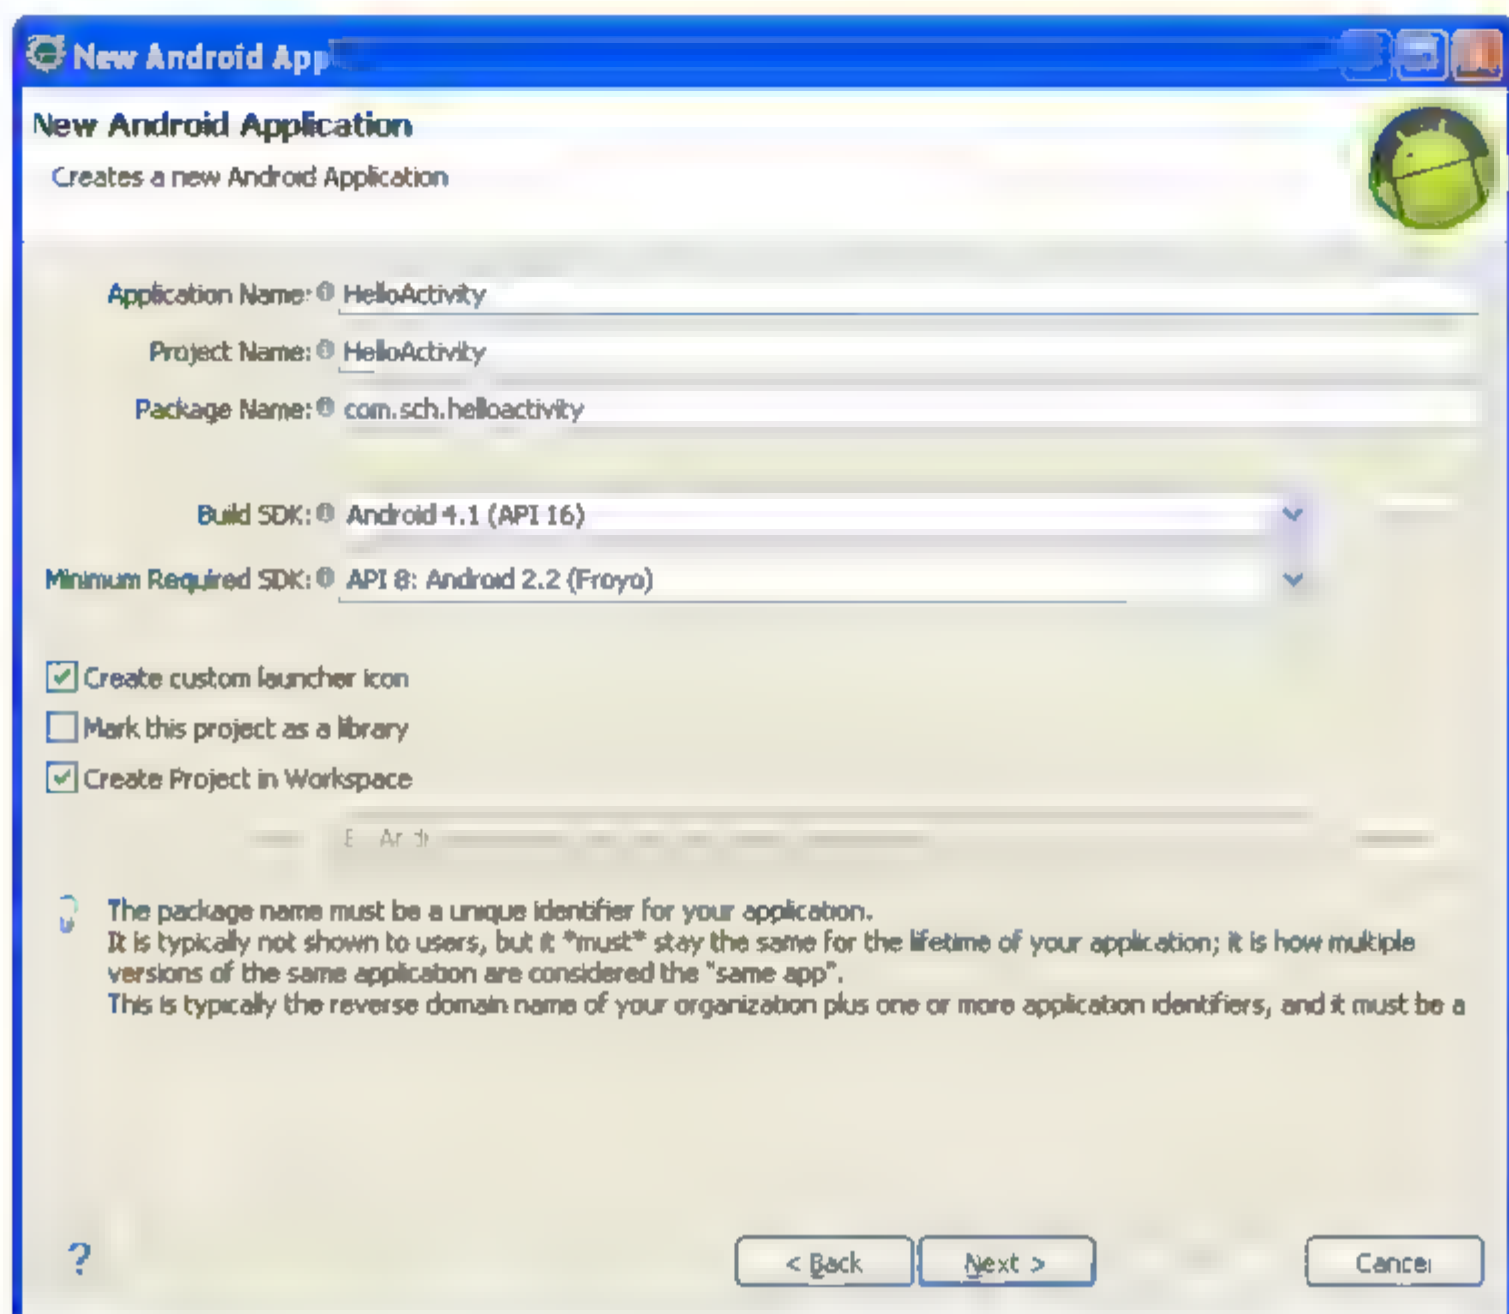 New Android App
New Android Application
Creates a new Android Application
Application Name: HelloActivity
Project Name: HelloActivity
Package Name: com.sch.helloactivity
Build SDK: Android 4.1 (API 16)
Minimum Required SDK: API 8: Android 2.2 (Froyo)
Create custom launcher icon
Mark this project as a library
Create Project in Workspace
The package name must be a unique identifier for your application.
It is typically not shown to users, but it *must* stay the same for the lifetime of your application; it is how multiple
versions of the same application are considered the "same app".
This is typically the reverse domain name of your organization plus one or more application identifiers, and it must be a
?
< Back Next > Cancel